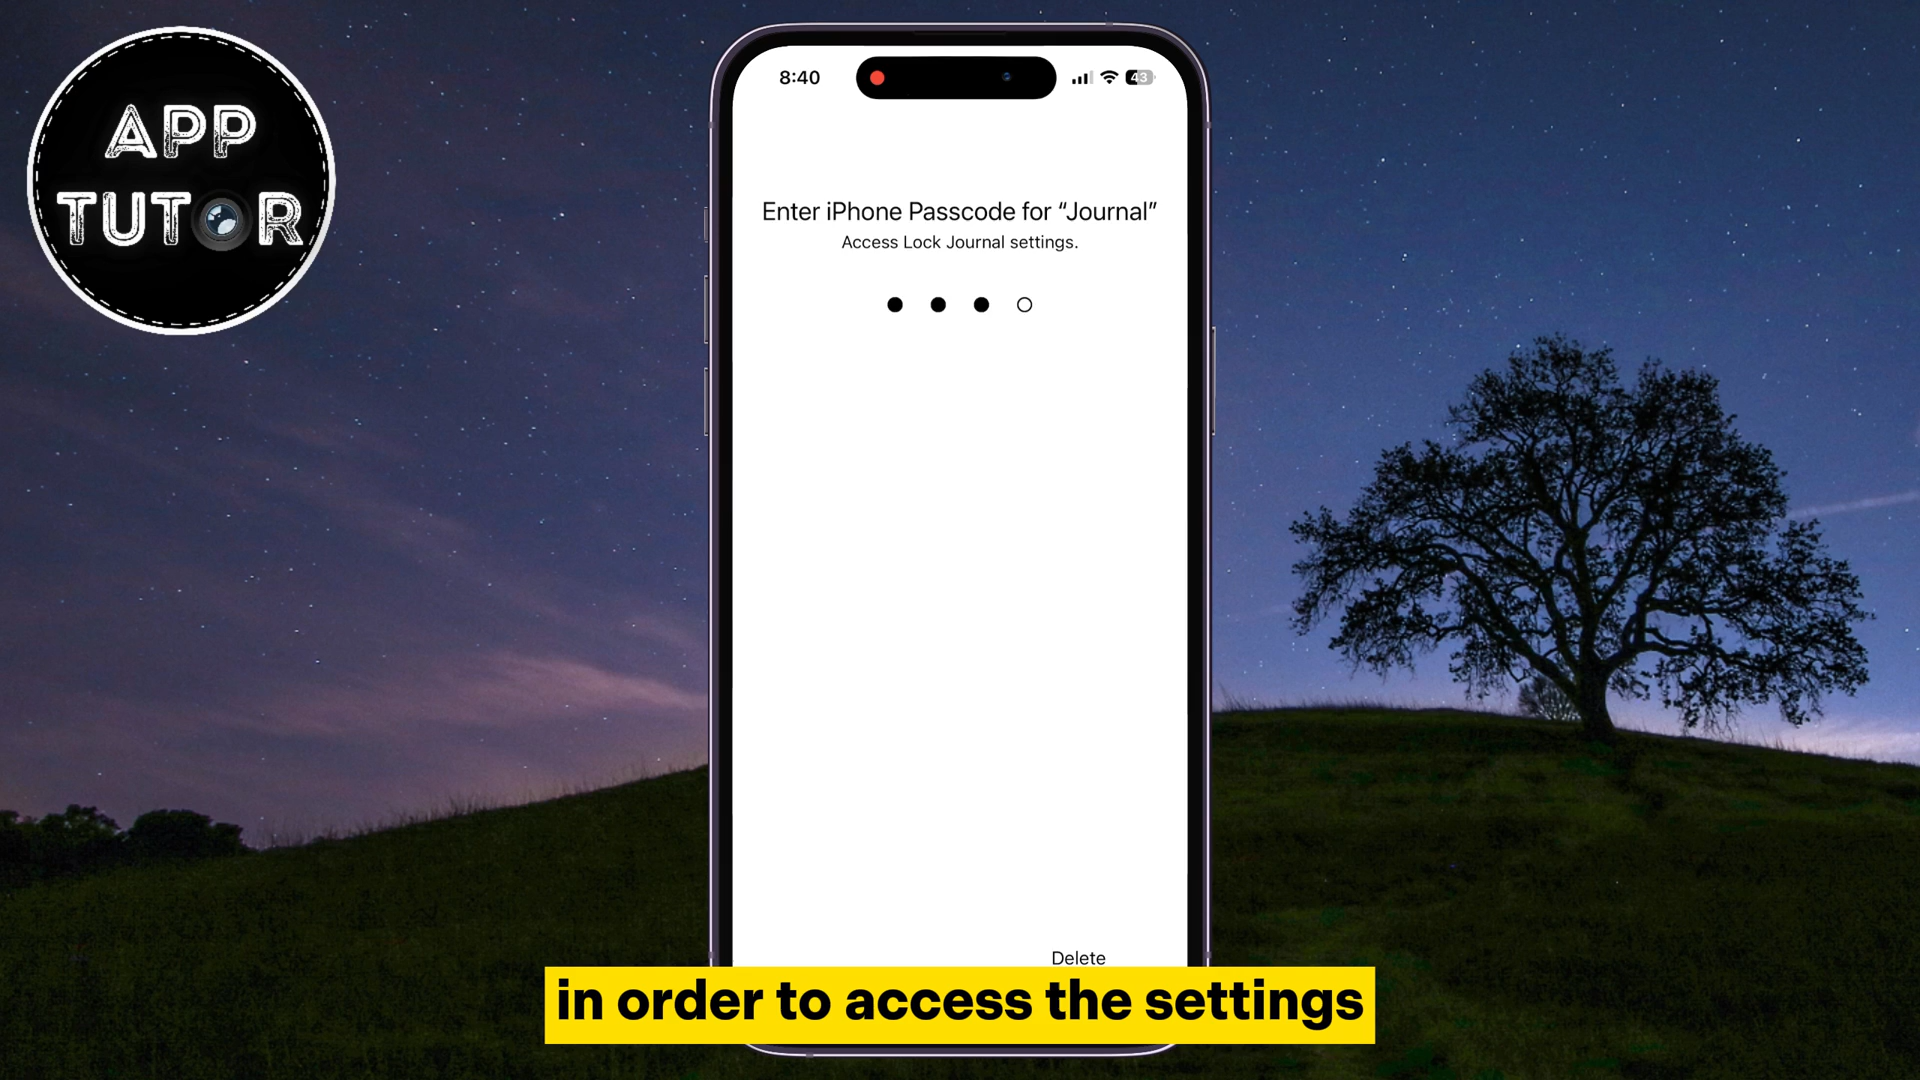 APP
TUTOR
8:40
43
Enter iPhone Passcode for “Journal”
Access Lock Journal settings.
Delete
in order to access the settings